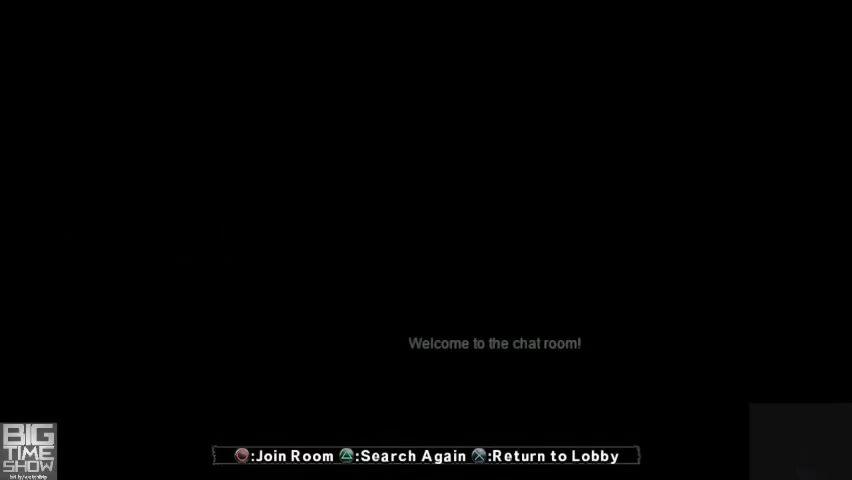 Welcome to the chat room!
BIG
TIME
SHOW
:Join Room :Search Again :Return to Lobby